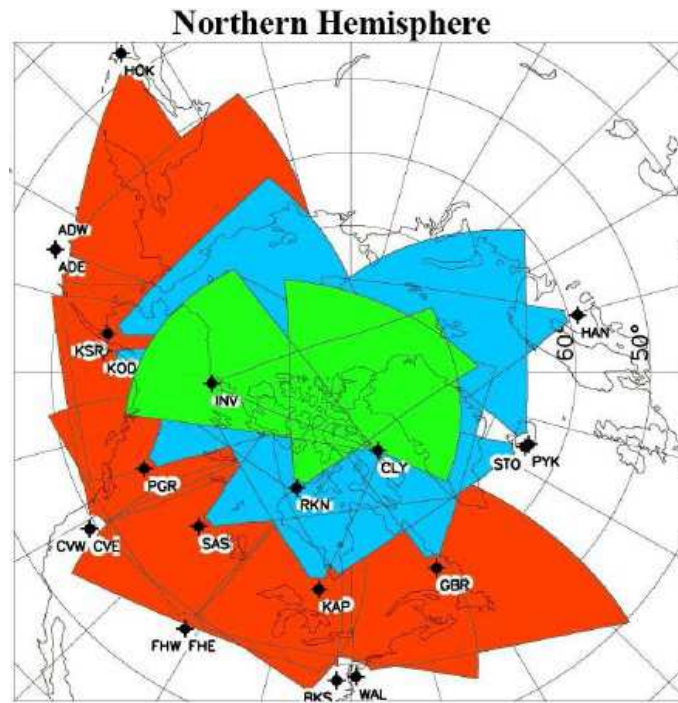 Northern Hemisphere
HOK
ADW
ADE
KSR
KOD
HAN
60
50°
INV
PGR
CLY
STO PYK
RKN
CVW CVE
SAS
KAP
GBR
FHW FHE
BKS
WAL